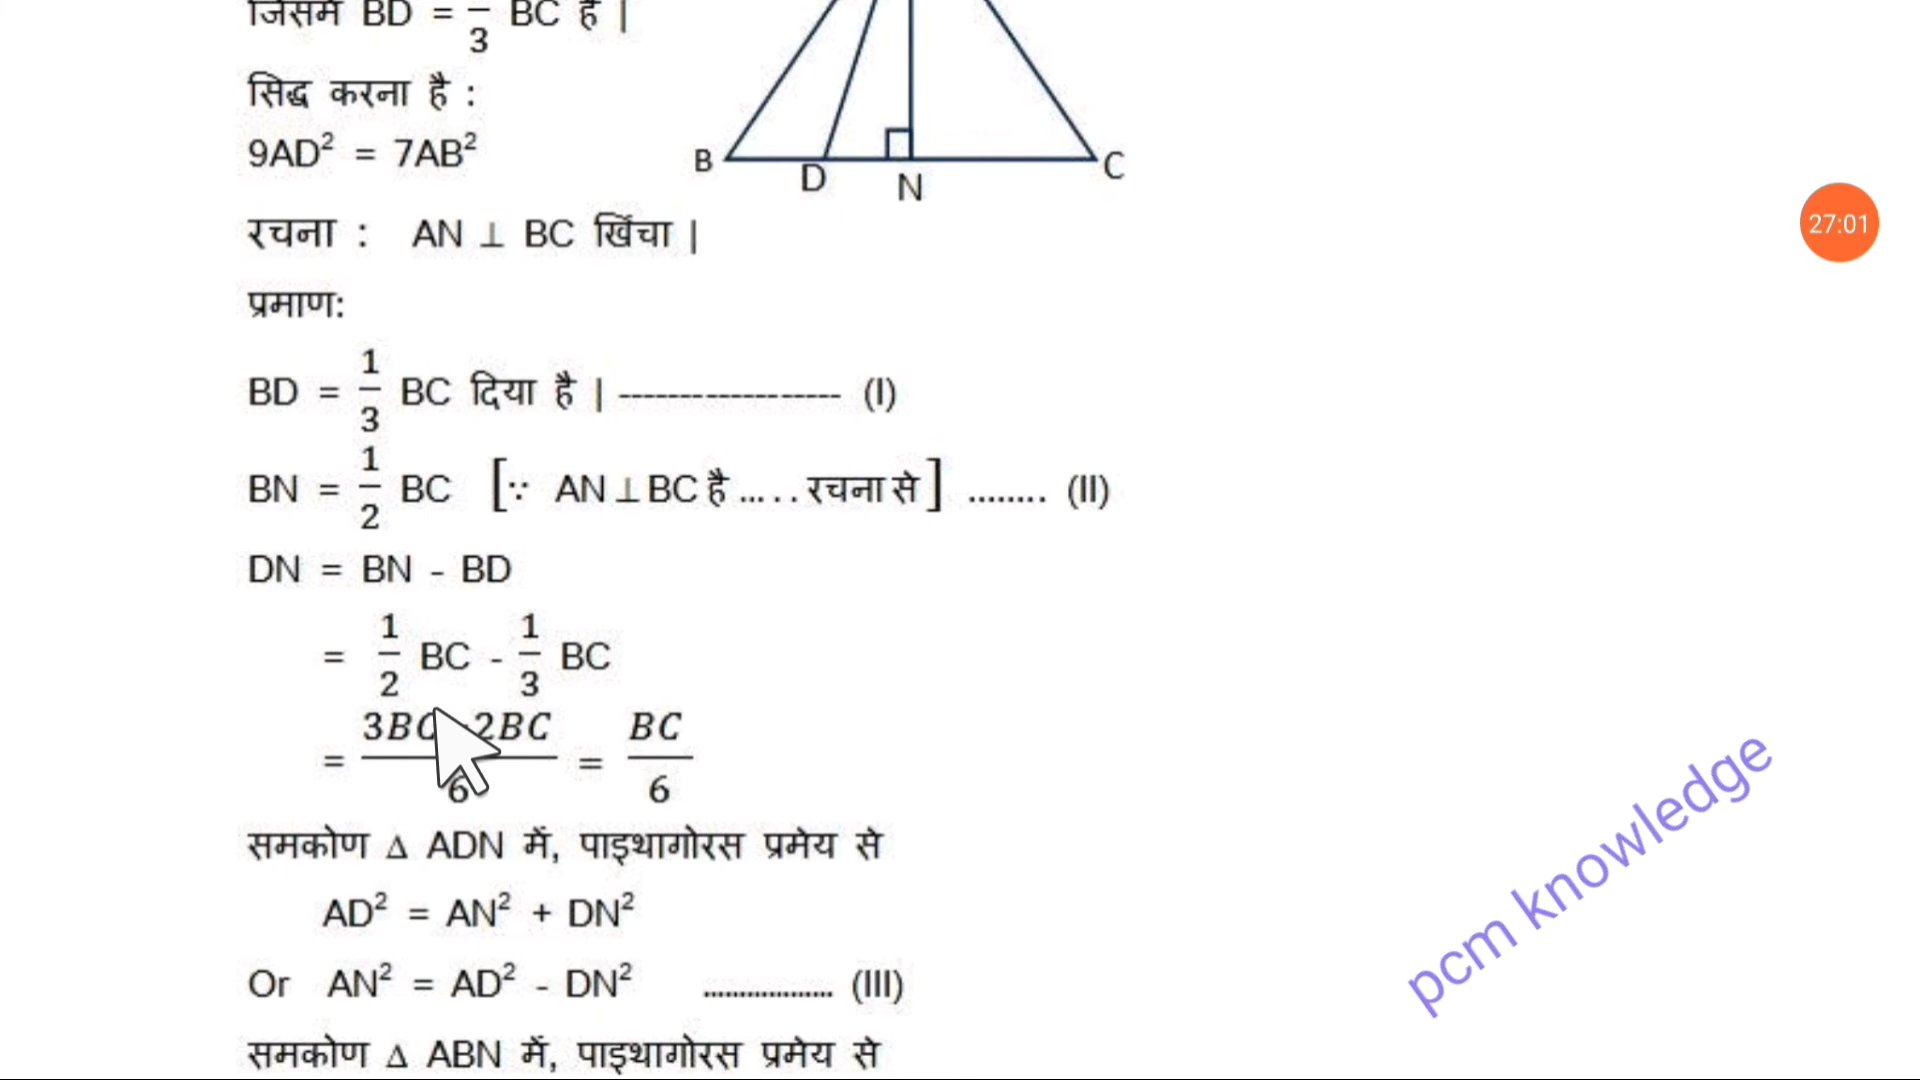 जिसमें BD = 1/3 BC है |
सिद्ध करना है :
9AD² = 7AB²
B D N C
रचना : AN ⊥ BC खिंचा |
27:01
प्रमाण:
BD = 1/3 BC दिया है | ------------------ (I)
BN = 1/2 BC [∵ AN ⊥ BC है ... . . रचना से] ........ (II)
DN = BN - BD
= 1/2 BC - 1/3 BC
= 3BC-2BC/6 = BC/6
समकोण Δ ADN में, पाइथागोरस प्रमेय से
AD² = AN² + DN²
Or AN² = AD² - DN² .................. (III)
समकोण Δ ABN में, पाइथागोरस प्रमेय से
pcm knowledge